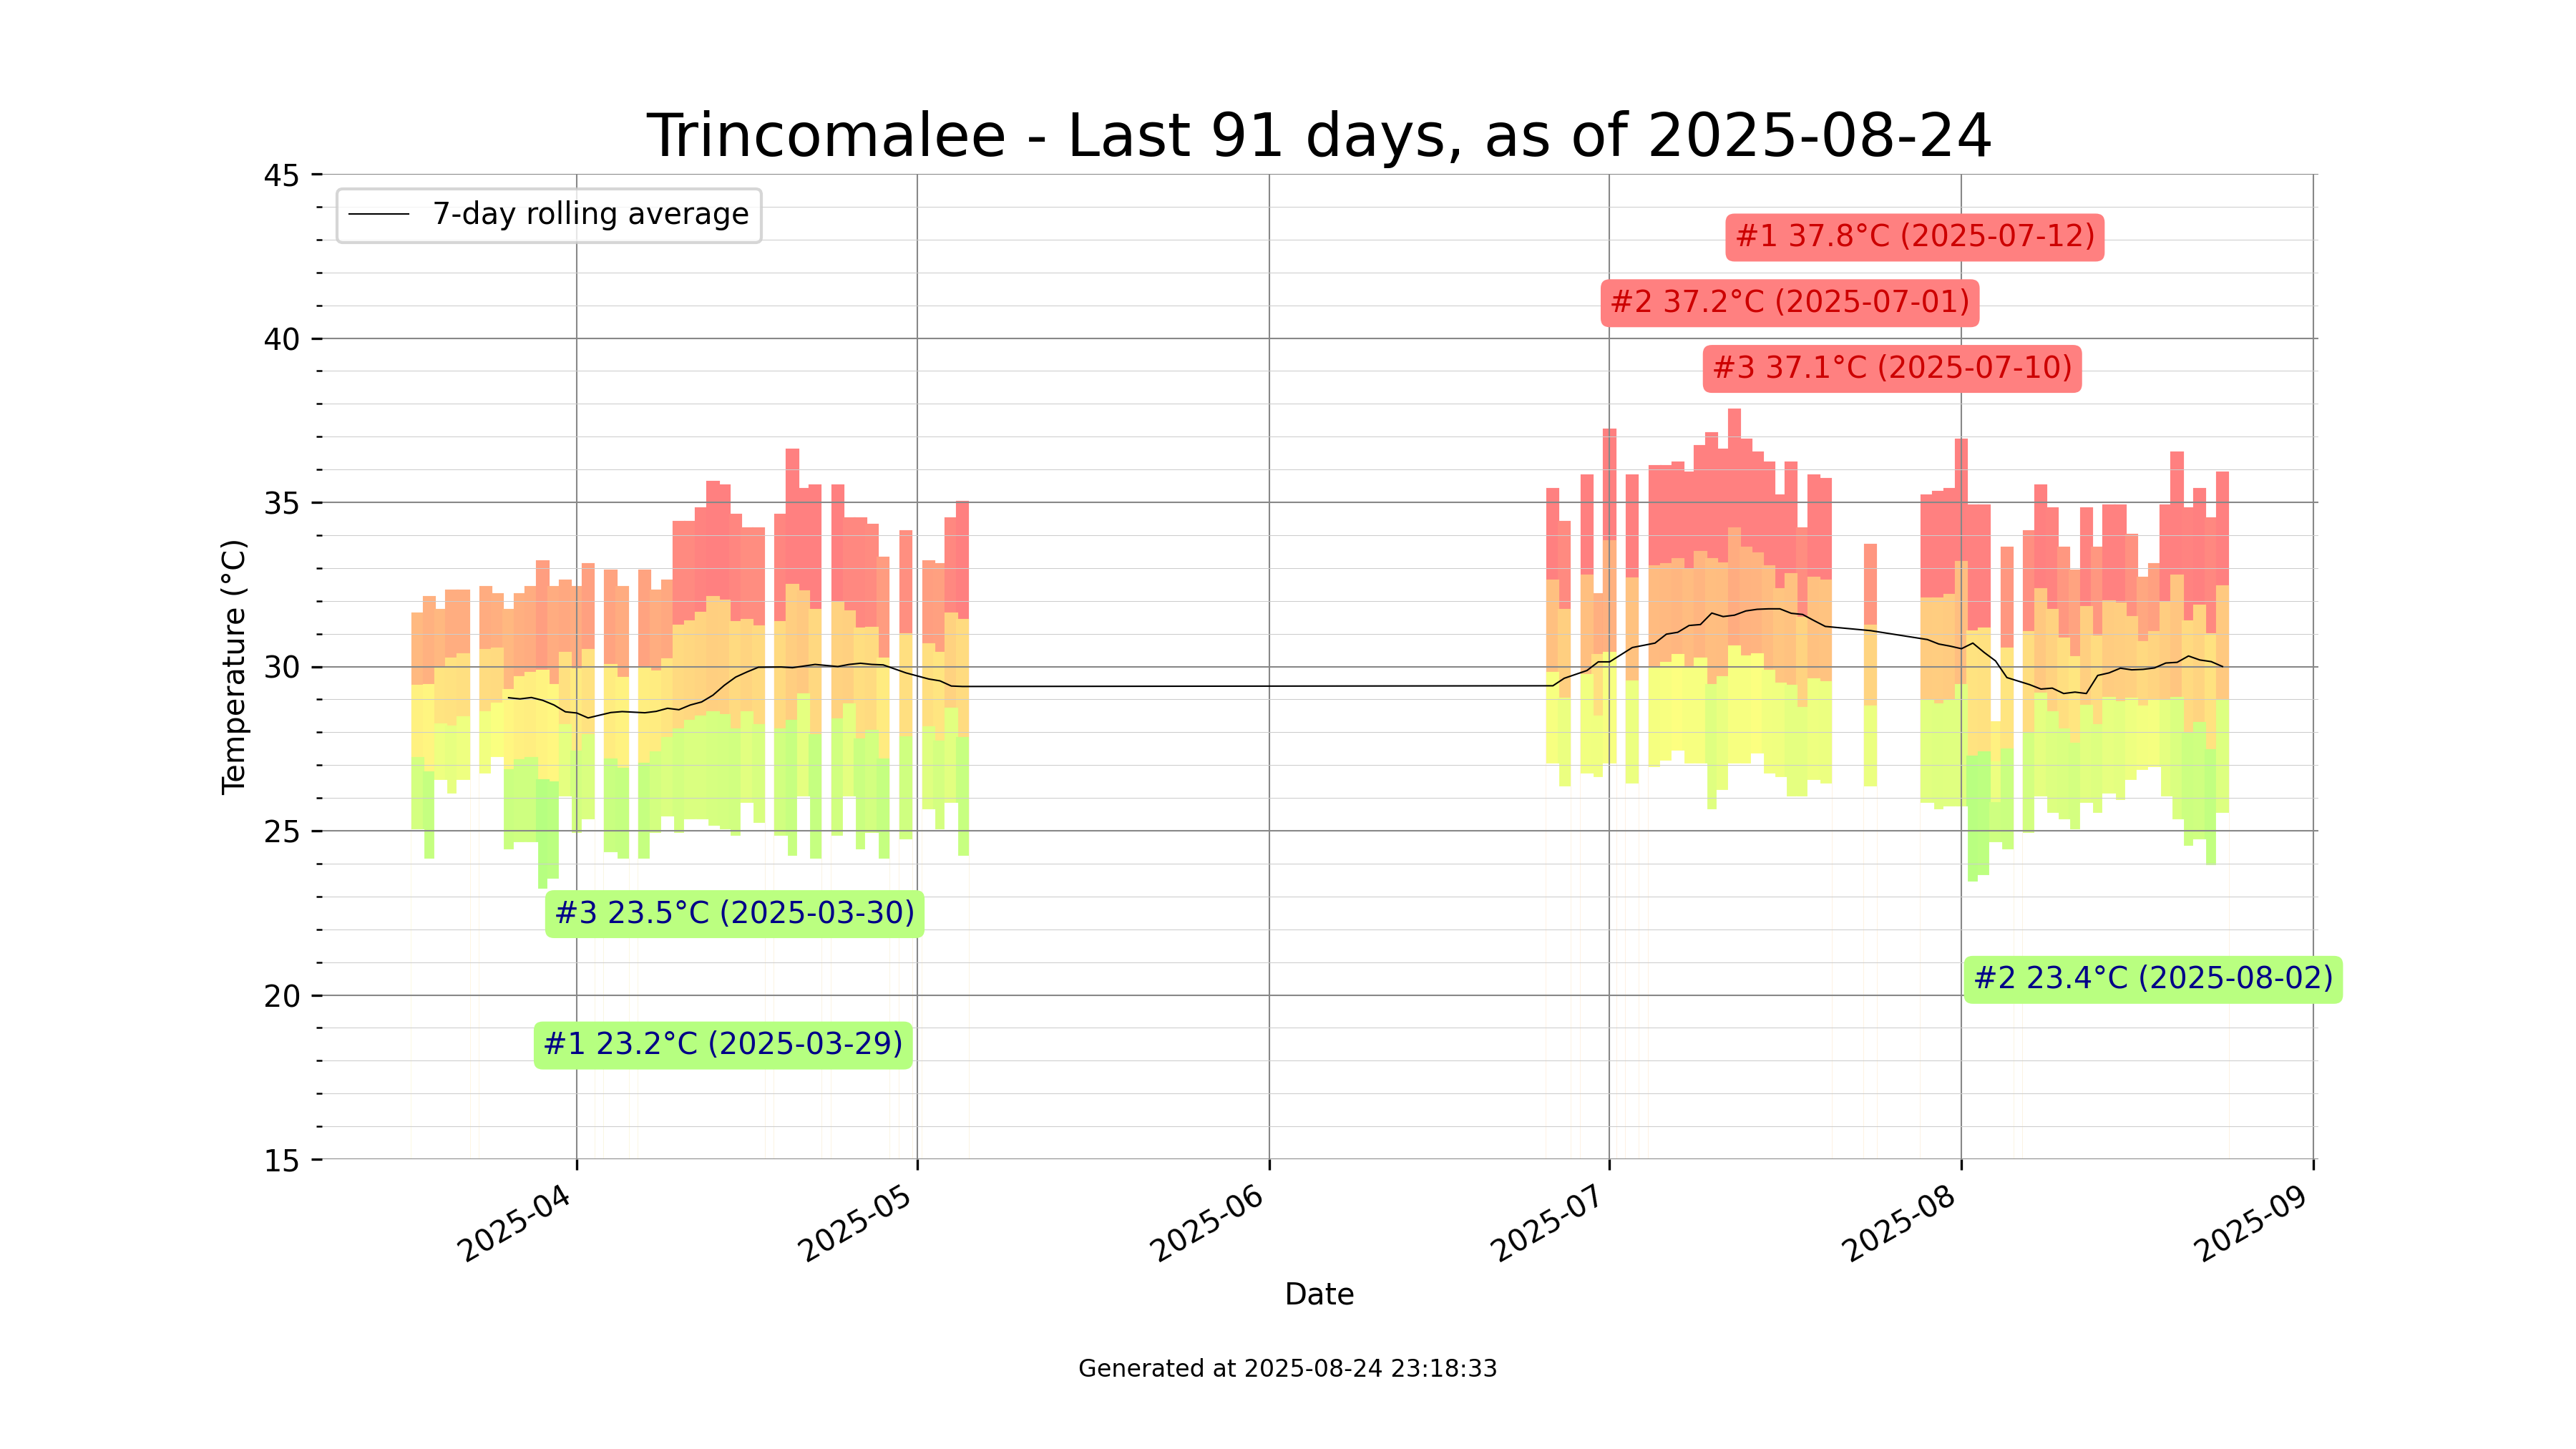 Trincomalee - Last 91 days, as of 2025-08-24
45
7-day rolling average
#1 37.8°C (2025-07-12)
#2 37.2°C (2025-07-01)
40
#3 37.1°C (2025-07-10)
35
30
Temperature (°C)
25
#3 23.5°C (2025-03-30)
#2 23.4°C (2025-08-02)
20
#1 23.2°C (2025-03-29)
15
2025-04
2025-05
2025-06
2025-07
2025-08
2025-09
Date
Generated at 2025-08-24 23:18:33